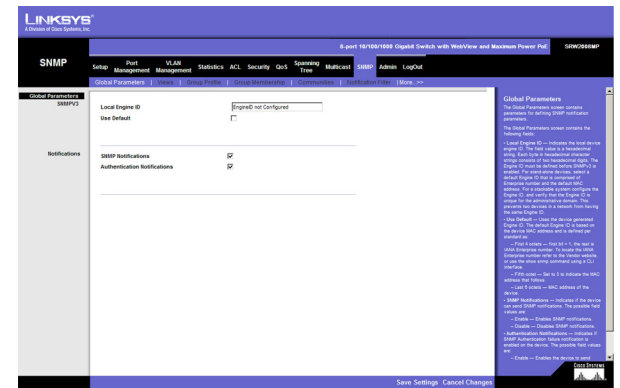 LINKSYS®
A Division of Cisco Systems, Inc.
8-port 10/100/1000 Gigabit Switch with WebView and Maximum Power PoE SRW2008MP
SNMP
Setup Port Management VLAN Management Statistics ACL Security QoS Spanning Tree Multicast SNMP Admin LogOut
Global Parameters | Views | Group Profile | Group Membership | Communities | Notification Filter | More..>>
Global Parameters
SNMPV3
Local Engine ID EngineID not Configured
Use Default
Notifications
SNMP Notifications
Authentication Notifications
Global Parameters
The Global Parameters screen contains
parameters for defining SNMP notification
parameters.
The Global Parameters screen contains the
following fields:
- Local Engine ID — Indicates the local device
engine ID. The field value is a hexadecimal
string. Each byte in hexadecimal character
strings consists of two hexadecimal digits. The
Engine ID must be defined before SNMPv3 is
enabled. For stand-alone devices, select a
default Engine ID that is comprised of
Enterprise number and the default MAC
address. For a stackable system configure the
Engine ID, and verify that the Engine ID is
unique for the administrative domain. This
prevents two devices in a network from having
the same Engine ID.
- Use Default — Uses the device generated
Engine ID. The default Engine ID is based on
the device MAC address and is defined per
standard as:
– First 4 octets — first bit = 1, the rest is
IANA Enterprise number. To locate the IANA
Enterprise number refer to the Vendor website,
or use the show snmp command using a CLI
interface.
– Fifth octet — Set to 3 to indicate the MAC
address that follows.
– Last 6 octets — MAC address of the
device.
- SNMP Notifications — Indicates if the device
can send SNMP notifications. The possible field
values are:
– Enable — Enables SNMP notifications.
– Disable — Disables SNMP notifications.
- Authentication Notifications — Indicates if
SNMP Authentication failure notification is
enabled on the device. The possible field values
are:
– Enable — Enables the device to send
Save Settings Cancel Changes
CISCO SYSTEMS